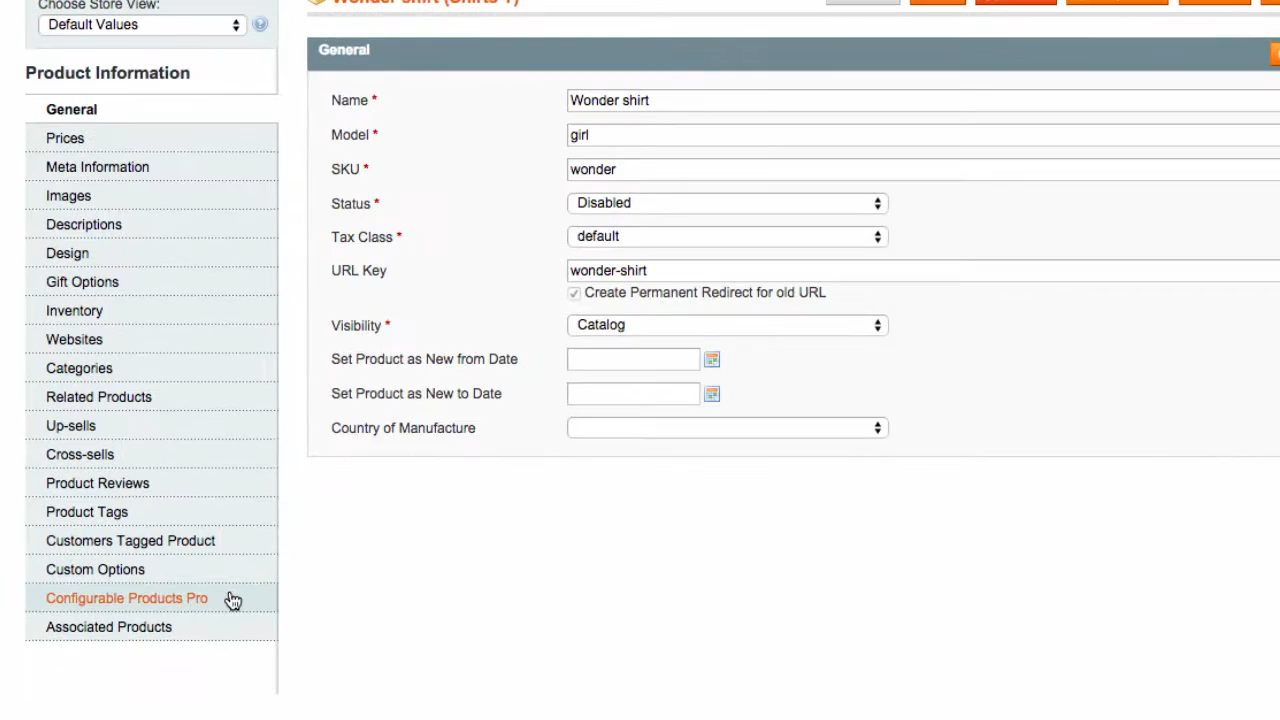 Choose Store View:
Default Values
Wonder shirt (Shirts 1)
Product Information
General
Prices
Meta Information
Images
Descriptions
Design
Gift Options
Inventory
Websites
Categories
Related Products
Up-sells
Cross-sells
Product Reviews
Product Tags
Customers Tagged Product
Custom Options
Configurable Products Pro
Associated Products
General
Name *
Wonder shirt
Model *
girl
SKU *
wonder
Status *
Disabled
Tax Class *
default
URL Key
wonder-shirt
Create Permanent Redirect for old URL
Visibility *
Catalog
Set Product as New from Date
Set Product as New to Date
Country of Manufacture